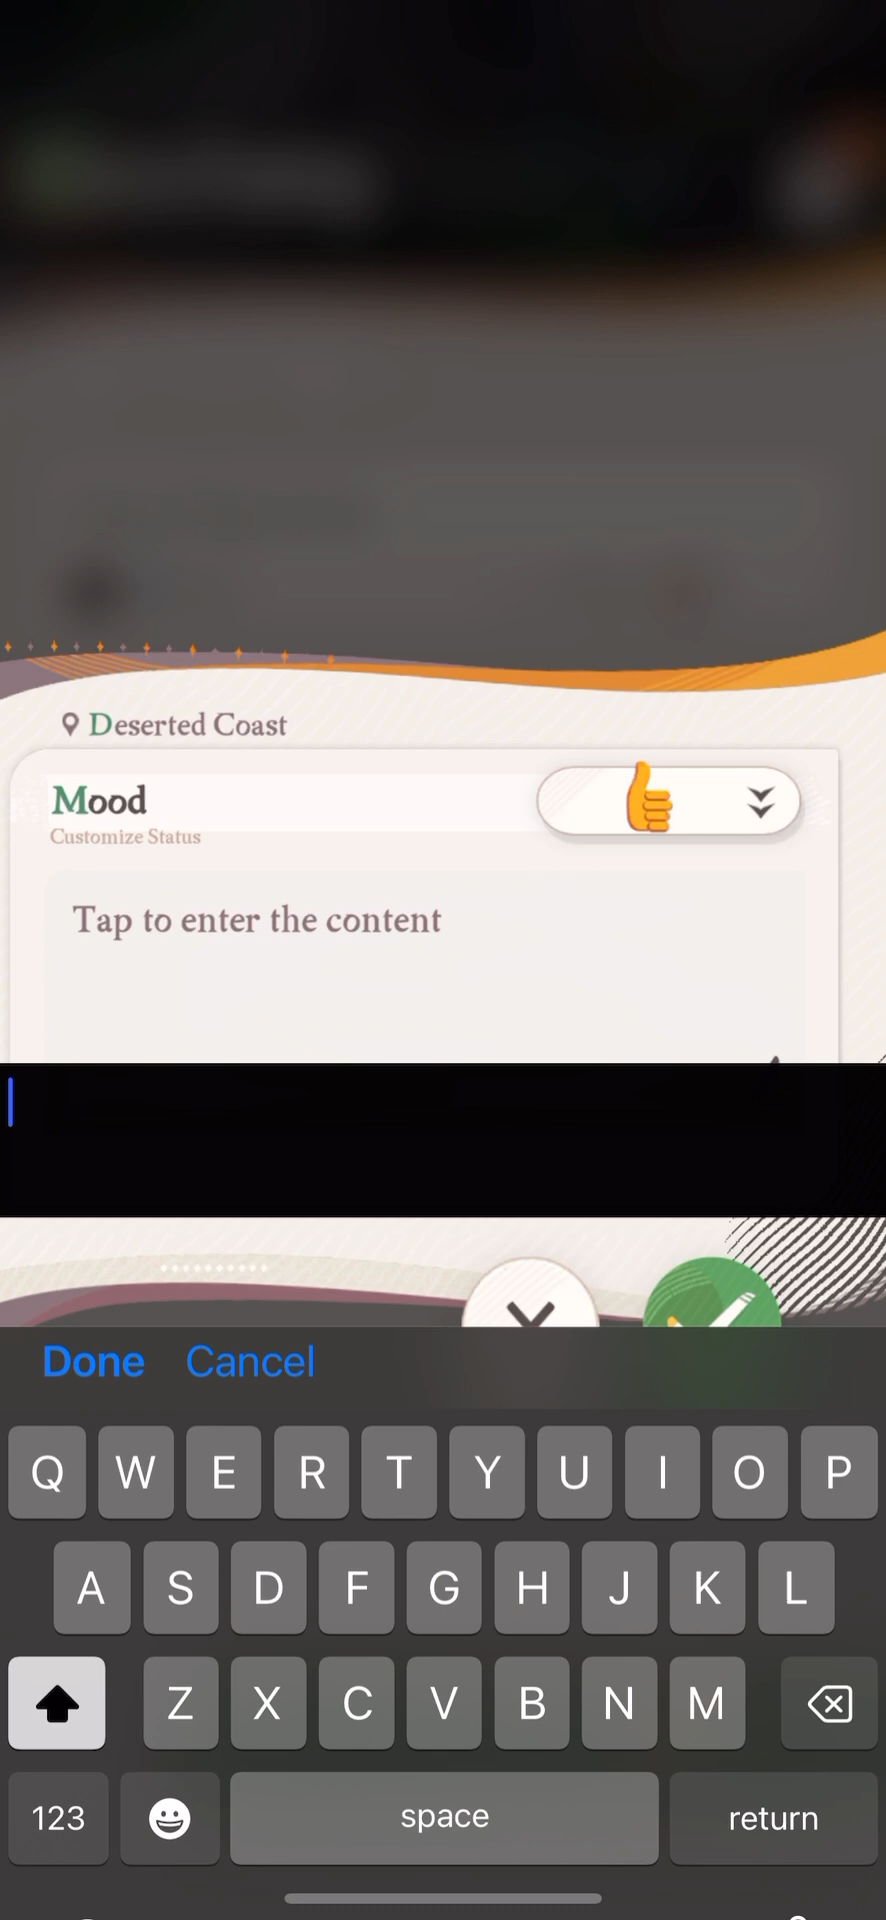 Deserted Coast
Mood
Customize Status
Tap to enter the content
Done Cancel
Q W E R T Y U I O P
A S D F G H J K L
Z X C V B N M
123 space return